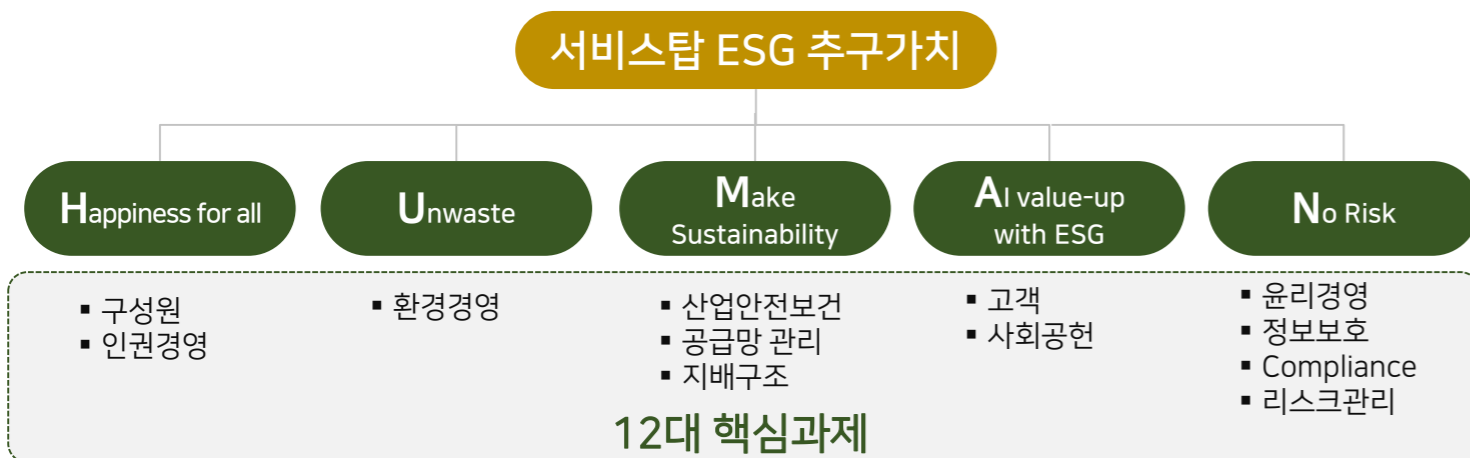 서비스탑 ESG 추구가치
Happiness for all
Unwaste
Make
Sustainability
AI value-up
with ESG
No Risk
▪ 구성원
▪ 인권경영
▪ 환경경영
▪ 산업안전보건
▪ 공급망 관리
▪ 지배구조
▪ 고객
▪ 사회공헌
▪ 윤리경영
▪ 정보보호
▪ Compliance
▪ 리스크관리
12대 핵심과제